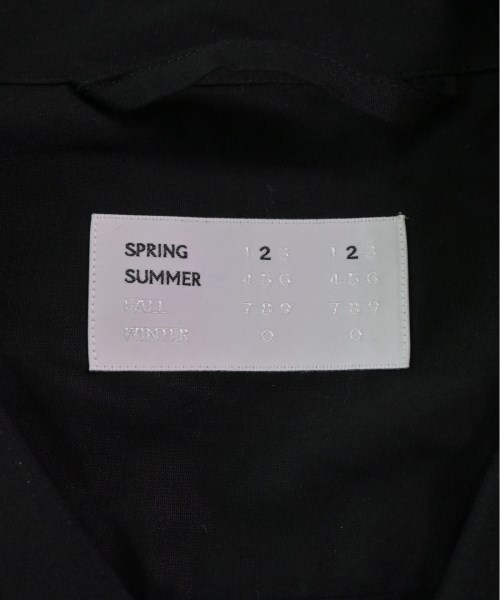 SPRING 1 2 3 1 2 3
SUMMER 4 5 6 4 5 6
FALL 7 8 9 7 8 9
WINTER 0 0